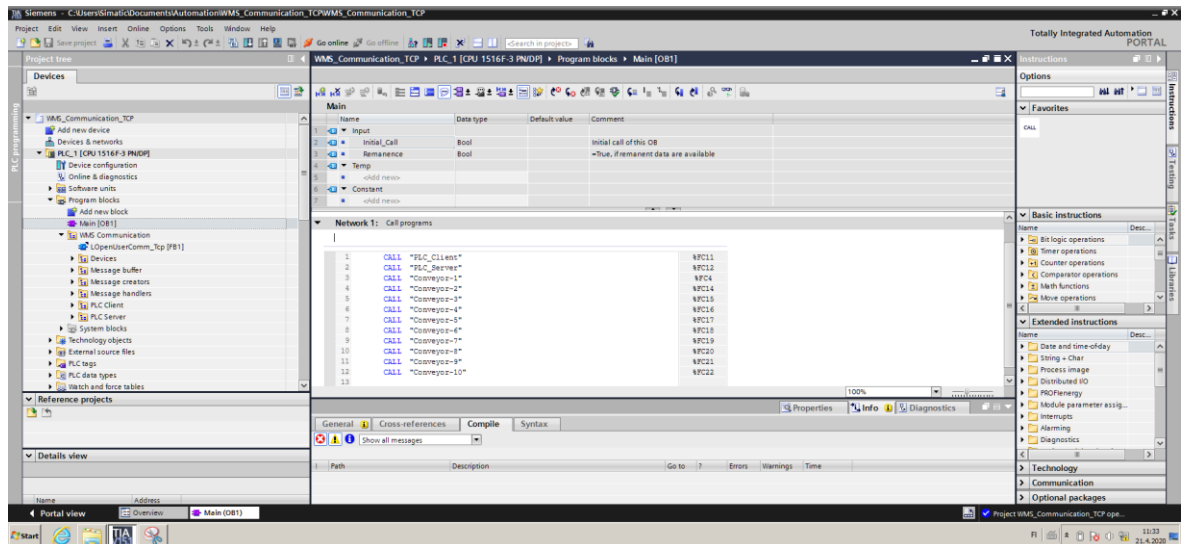 Siemens - C:\Users\Simatic\Documents\Automation\WMS_Communication_TCP\WMS_Communication_TCP
Project Edit View Insert Online Options Tools Window Help
Totally Integrated Automation
PORTAL
Save project Go online Go offline <Search in project>
Project tree
WMS_Communication_TCP ▸ PLC_1 [CPU 1516F-3 PN/DP] ▸ Program blocks ▸ Main [OB1]
Instructions
Devices
Options
PLC programming
WMS_Communication_TCP
Add new device
Devices & networks
PLC_1 [CPU 1516F-3 PN/DP]
Device configuration
Online & diagnostics
Software units
Program blocks
Add new block
Main [OB1]
WMS Communication
LOpenUserComm_Tcp [FB1]
Devices
Message buffer
Message creators
Message handlers
PLC Client
PLC Server
System blocks
Technology objects
External source files
PLC tags
PLC data types
Watch and force tables
Reference projects
Details view
Name Address
Main
Name Data type Default value Comment
1 Input
2 Initial_Call Bool Initial call of this OB
3 Remanence Bool =True, if remanent data are available
4 Temp
5 <Add new>
6 Constant
7 <Add new>
Network 1: Call programs
1 CALL "PLC_Client" %FC11
2 CALL "PLC_Server" %FC12
3 CALL "Conveyor-1" %FC4
4 CALL "Conveyor-2" %FC14
5 CALL "Conveyor-3" %FC15
6 CALL "Conveyor-4" %FC16
7 CALL "Conveyor-5" %FC17
8 CALL "Conveyor-6" %FC18
9 CALL "Conveyor-7" %FC19
10 CALL "Conveyor-8" %FC20
11 CALL "Conveyor-9" %FC21
12 CALL "Conveyor-10" %FC22
13
100%
Properties Info Diagnostics
General Cross-references Compile Syntax
Show all messages
! Path Description Go to ? Errors Warnings Time
Favorites
CALL
Basic instructions
Name Desc...
Bit logic operations
Timer operations
Counter operations
Comparator operations
Math functions
Move operations
Extended instructions
Name Desc...
Date and time-of-day
String + Char
Process image
Distributed I/O
PROFIenergy
Module parameter assig...
Interrupts
Alarming
Diagnostics
Technology
Communication
Optional packages
Instructions
Testing
Tasks
Libraries
Portal view Overview Main (OB1)
Project WMS_Communication_TCP ope...
Start
FI
11:33
21.4.2020